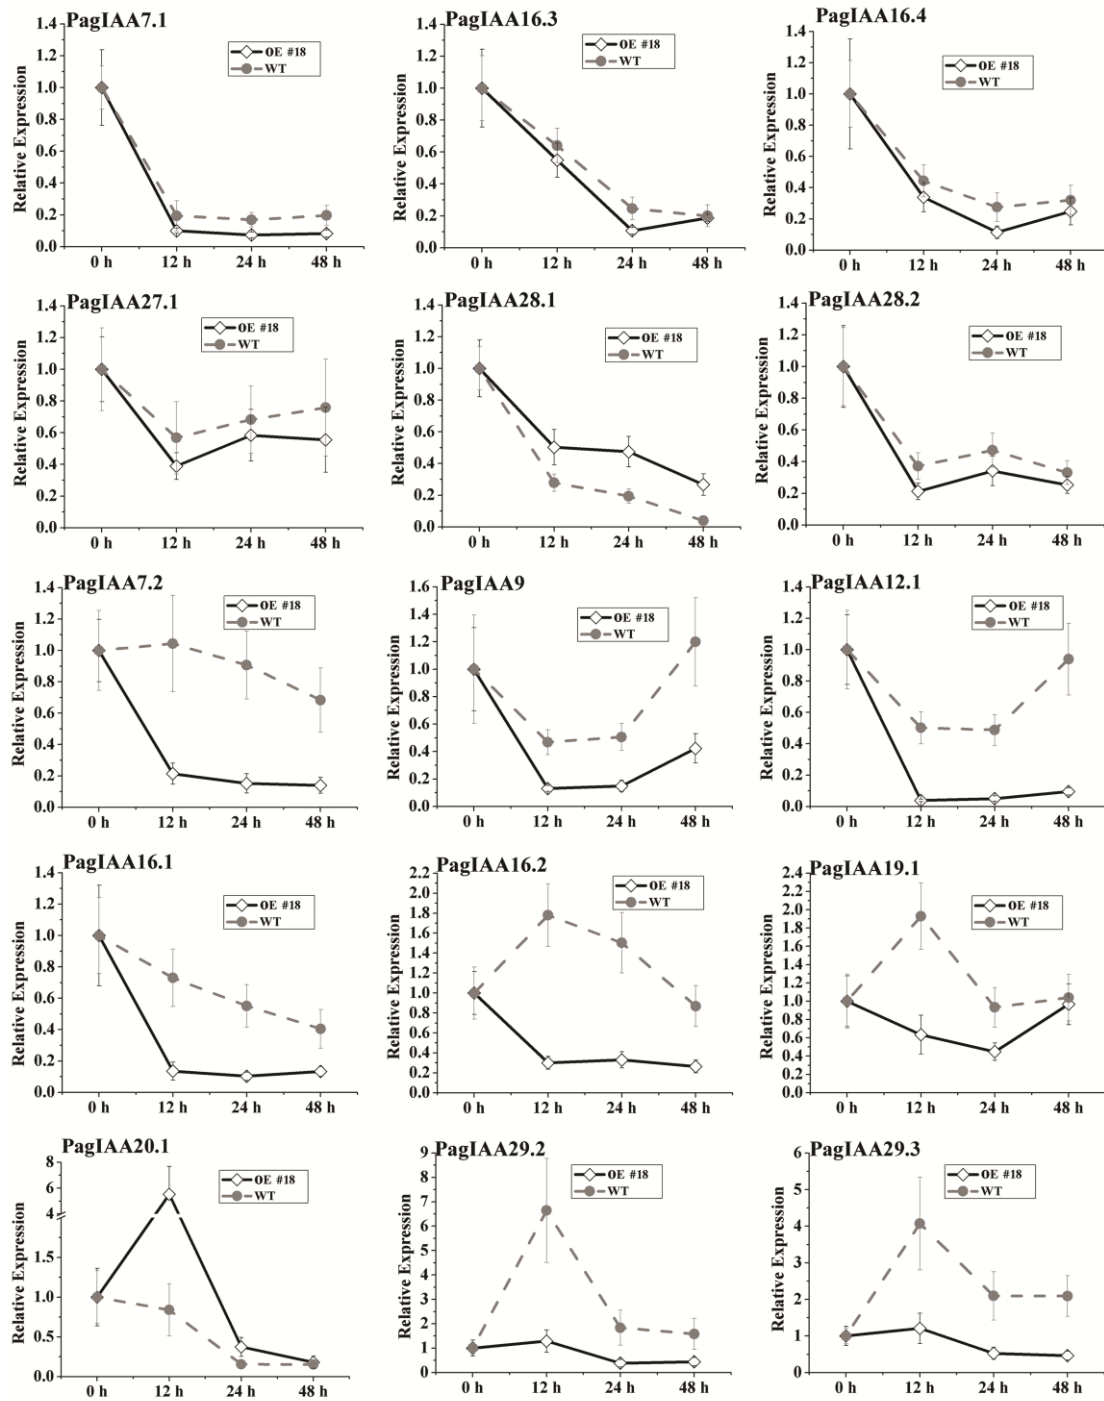 PagIAA7.1
1.4
1.2
1.0
0.8
0.6
0.4
0.2
0.0
Relative Expression
OE #18
WT
0 h 12 h 24 h 48 h
PagIAA16.3
1.4
1.2
1.0
0.8
0.6
0.4
0.2
0.0
Relative Expression
OE #18
WT
0 h 12 h 24 h 48 h
PagIAA16.4
1.4
1.2
1.0
0.8
0.6
0.4
0.2
0.0
Relative Expression
OE #18
WT
0 h 12 h 24 h 48 h
PagIAA27.1
1.4
1.2
1.0
0.8
0.6
0.4
0.2
0.0
Relative Expression
OE #18
WT
0 h 12 h 24 h 48 h
PagIAA28.1
1.4
1.2
1.0
0.8
0.6
0.4
0.2
0.0
Relative Expression
OE #18
WT
0 h 12 h 24 h 48 h
PagIAA28.2
1.4
1.2
1.0
0.8
0.6
0.4
0.2
0.0
Relative Expression
OE #18
WT
0 h 12 h 24 h 48 h
PagIAA7.2
1.4
1.2
1.0
0.8
0.6
0.4
0.2
0.0
Relative Expression
OE #18
WT
0 h 12 h 24 h 48 h
PagIAA9
1.6
1.4
1.2
1.0
0.8
0.6
0.4
0.2
0.0
Relative Expression
OE #18
WT
0 h 12 h 24 h 48 h
PagIAA12.1
1.4
1.2
1.0
0.8
0.6
0.4
0.2
0.0
Relative Expression
OE #18
WT
0 h 12 h 24 h 48 h
PagIAA16.1
1.4
1.2
1.0
0.8
0.6
0.4
0.2
0.0
Relative Expression
OE #18
WT
0 h 12 h 24 h 48 h
PagIAA16.2
2.2
2.0
1.8
1.6
1.4
1.2
1.0
0.8
0.6
0.4
0.2
0.0
Relative Expression
OE #18
WT
0 h 12 h 24 h 48 h
PagIAA19.1
2.4
2.2
2.0
1.8
1.6
1.4
1.2
1.0
0.8
0.6
0.4
0.2
0.0
Relative Expression
OE #18
WT
0 h 12 h 24 h 48 h
PagIAA20.1
8
6
4
1.5
1.0
0.5
0.0
Relative Expression
OE #18
WT
0 h 12 h 24 h 48 h
PagIAA29.2
9
8
7
6
5
4
3
2
1
0
Relative Expression
OE #18
WT
0 h 12 h 24 h 48 h
PagIAA29.3
6
5
4
3
2
1
0
Relative Expression
OE #18
WT
0 h 12 h 24 h 48 h